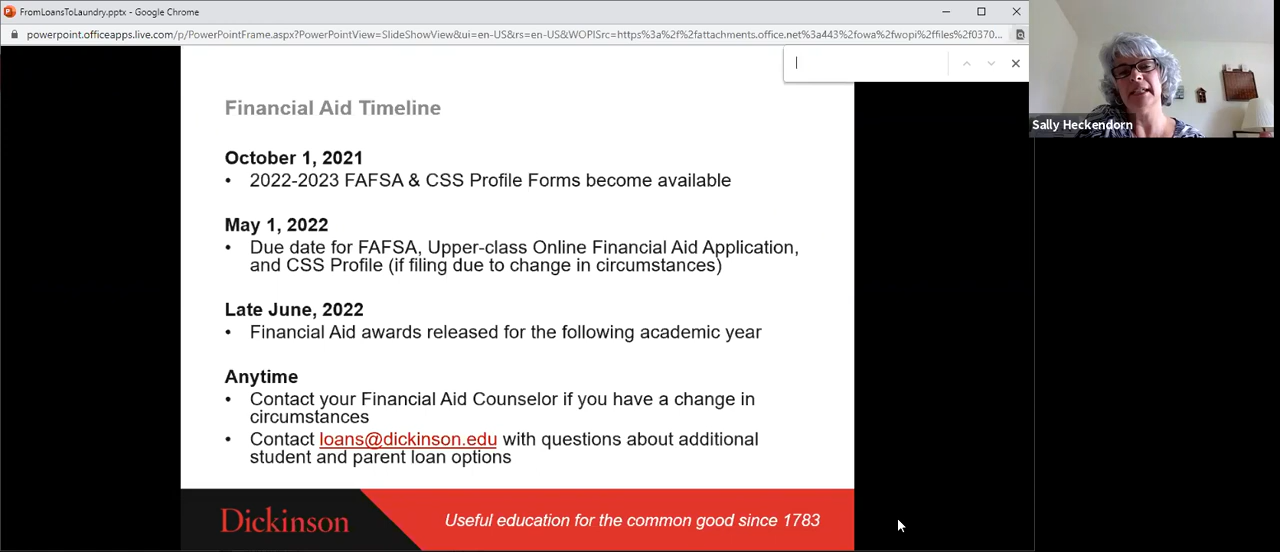 FromLoansToLaundry.pptx - Google Chrome
powerpoint.officeapps.live.com/p/PowerPointFrame.aspx?PowerPointView=SlideShowView&ui=en-US&rs=en-US&WOPISrc=https%3a%2f%2fattachments.office.net%3a443%2fowa%2fwopi%2ffiles%2f0370...
Sally Heckendorn
Financial Aid Timeline
October 1, 2021
• 2022-2023 FAFSA & CSS Profile Forms become available
May 1, 2022
• Due date for FAFSA, Upper-class Online Financial Aid Application,
and CSS Profile (if filing due to change in circumstances)
Late June, 2022
• Financial Aid awards released for the following academic year
Anytime
• Contact your Financial Aid Counselor if you have a change in
circumstances
• Contact loans@dickinson.edu with questions about additional
student and parent loan options
Dickinson
Useful education for the common good since 1783